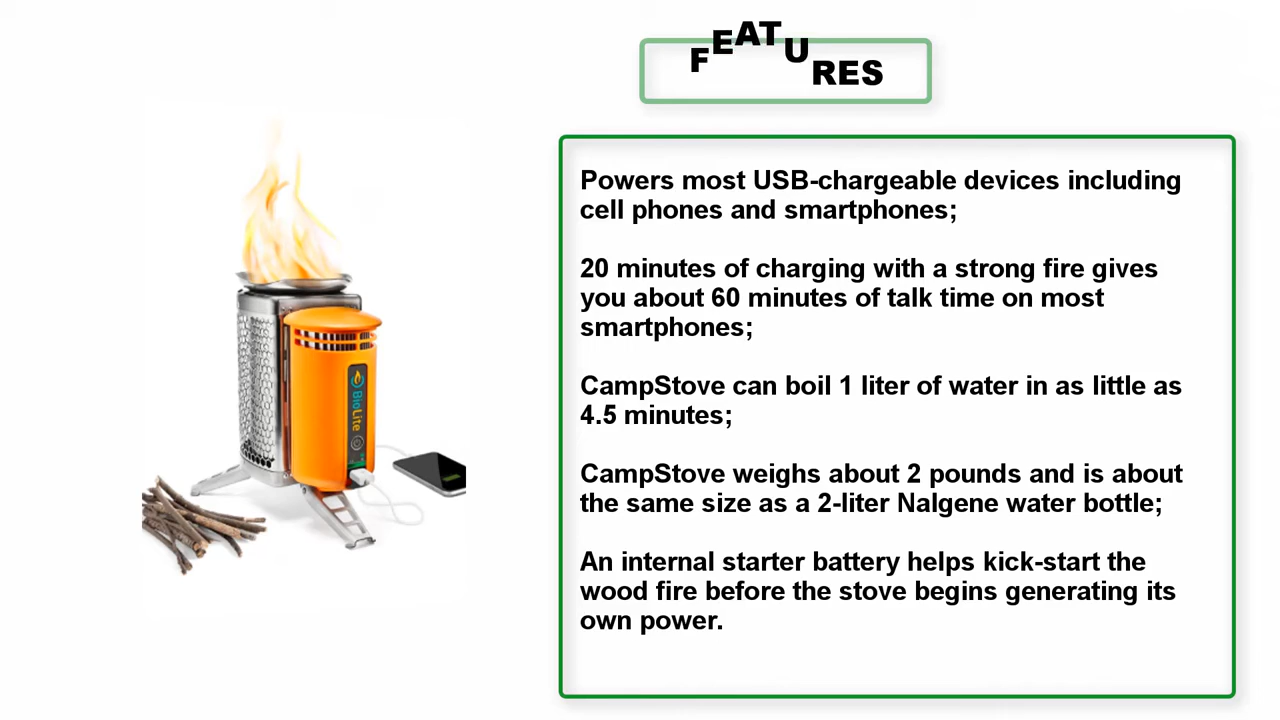 FEATURES
Powers most USB-chargeable devices including
cell phones and smartphones;
20 minutes of charging with a strong fire gives
you about 60 minutes of talk time on most
smartphones;
CampStove can boil 1 liter of water in as little as
4.5 minutes;
CampStove weighs about 2 pounds and is about
the same size as a 2-liter Nalgene water bottle;
An internal starter battery helps kick-start the
wood fire before the stove begins generating its
own power.
BioLite